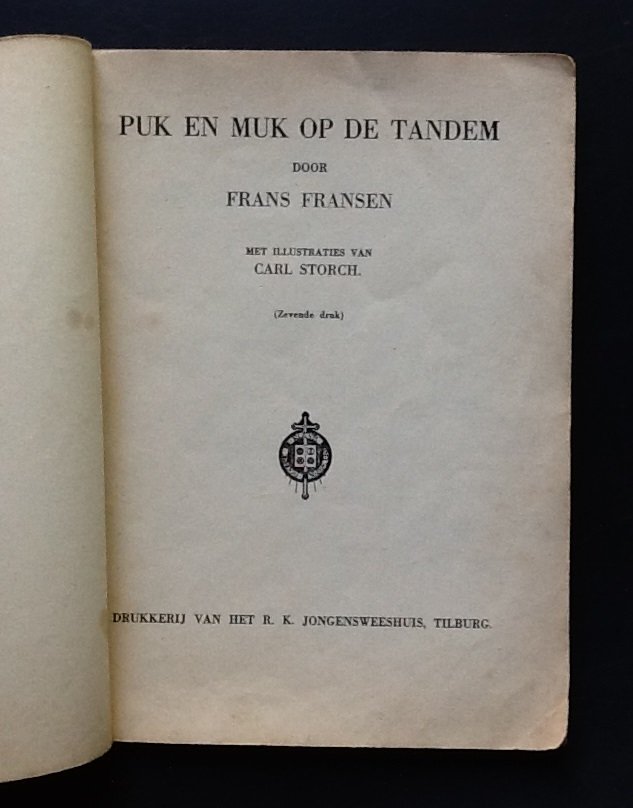 PUK EN MUK OP DE TANDEM
DOOR
FRANS FRANSEN
MET ILLUSTRATIES VAN
CARL STORCH.
(Zevende druk)
DRUKKERIJ VAN HET R. K. JONGENSWEESHUIS, TILBURG.